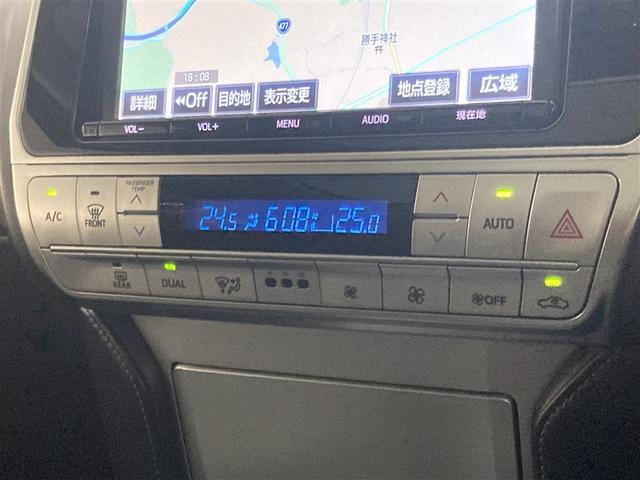 477
勝手神社
18:08
詳細
◀◀Off
目的地
表示変更
地点登録
広域
VOL−
VOL+
MENU
AUDIO
現在地
A/C
FRONT
PASSENGER
TEMP
24.5
6:08
25.0
AUTO
REAR
DUAL
OFF